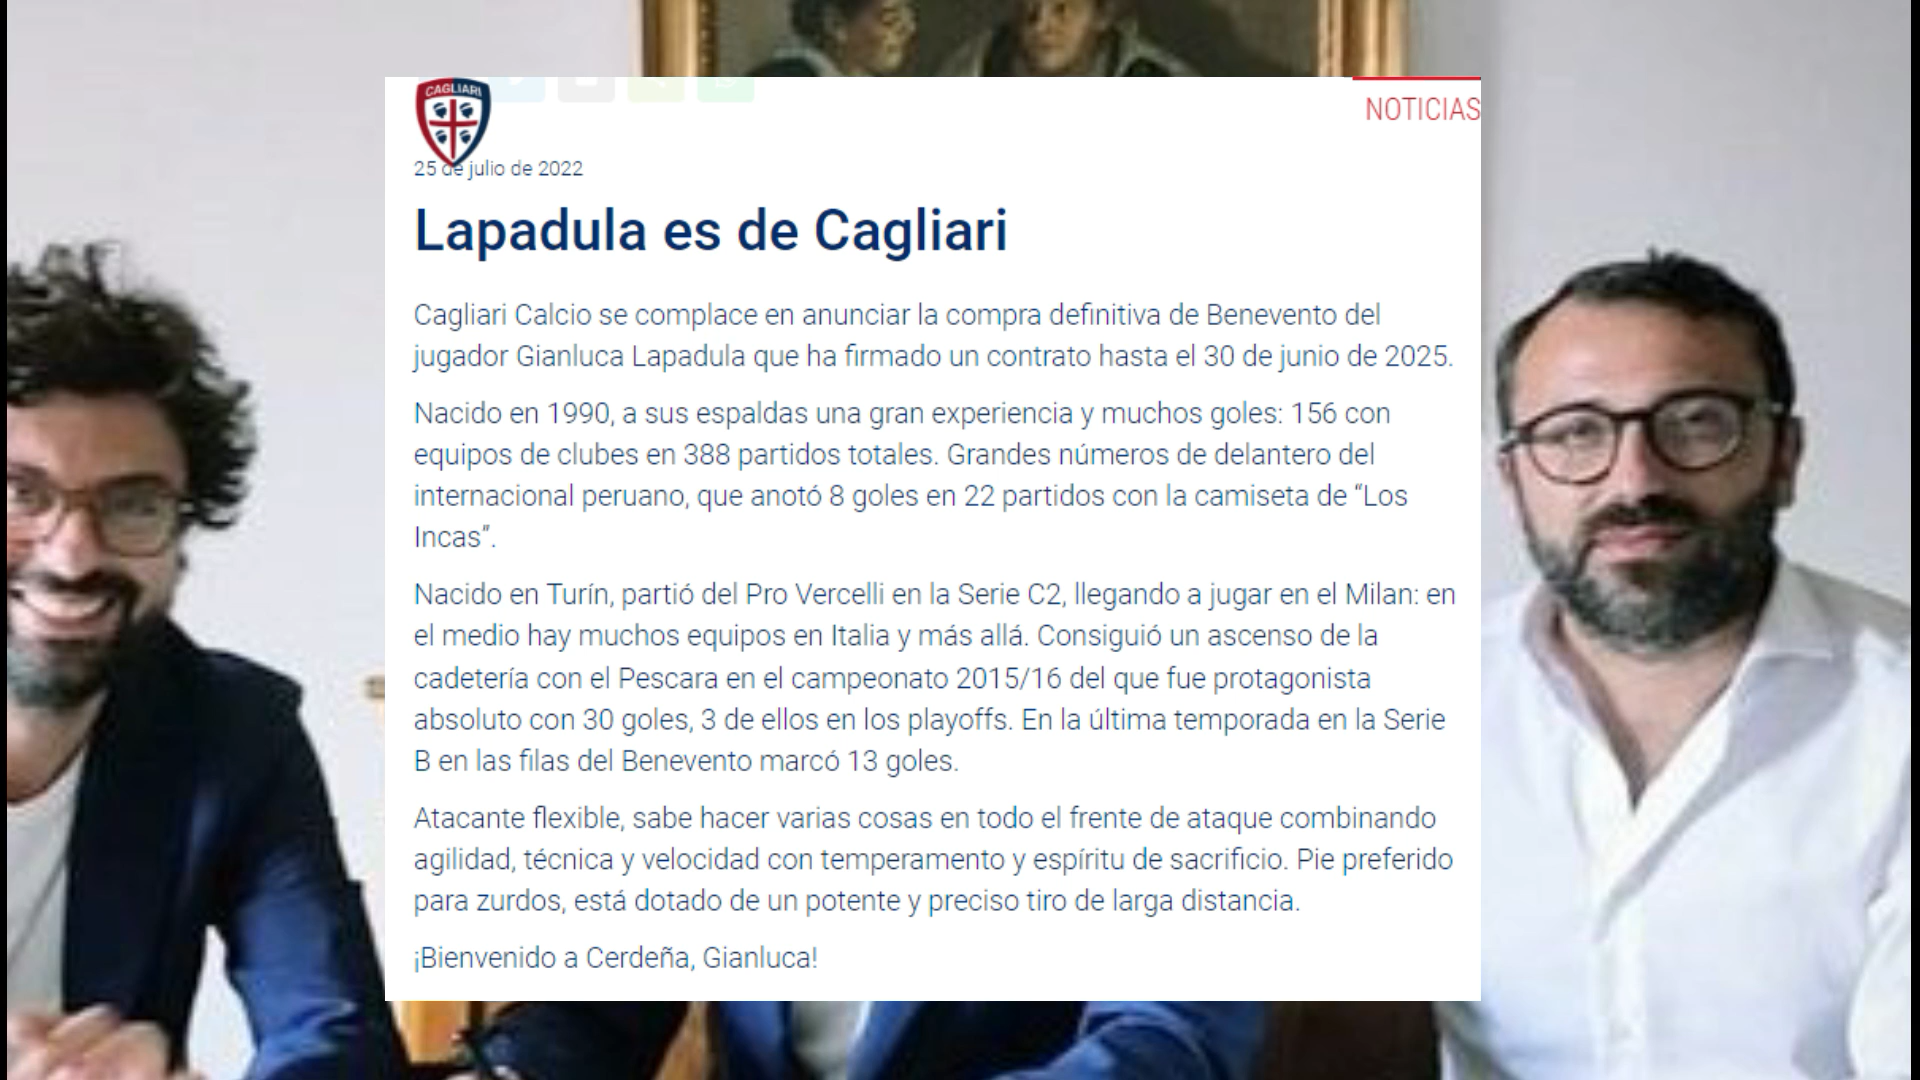 CAGLIARI
NOTICIAS
25 de julio de 2022
Lapadula es de Cagliari
Cagliari Calcio se complace en anunciar la compra definitiva de Benevento del
jugador Gianluca Lapadula que ha firmado un contrato hasta el 30 de junio de 2025.
Nacido en 1990, a sus espaldas una gran experiencia y muchos goles: 156 con
equipos de clubes en 388 partidos totales. Grandes números de delantero del
internacional peruano, que anotó 8 goles en 22 partidos con la camiseta de “Los
Incas”.
Nacido en Turín, partió del Pro Vercelli en la Serie C2, llegando a jugar en el Milan: en
el medio hay muchos equipos en Italia y más allá. Consiguió un ascenso de la
cadetería con el Pescara en el campeonato 2015/16 del que fue protagonista
absoluto con 30 goles, 3 de ellos en los playoffs. En la última temporada en la Serie
B en las filas del Benevento marcó 13 goles.
Atacante flexible, sabe hacer varias cosas en todo el frente de ataque combinando
agilidad, técnica y velocidad con temperamento y espíritu de sacrificio. Pie preferido
para zurdos, está dotado de un potente y preciso tiro de larga distancia.
¡Bienvenido a Cerdeña, Gianluca!